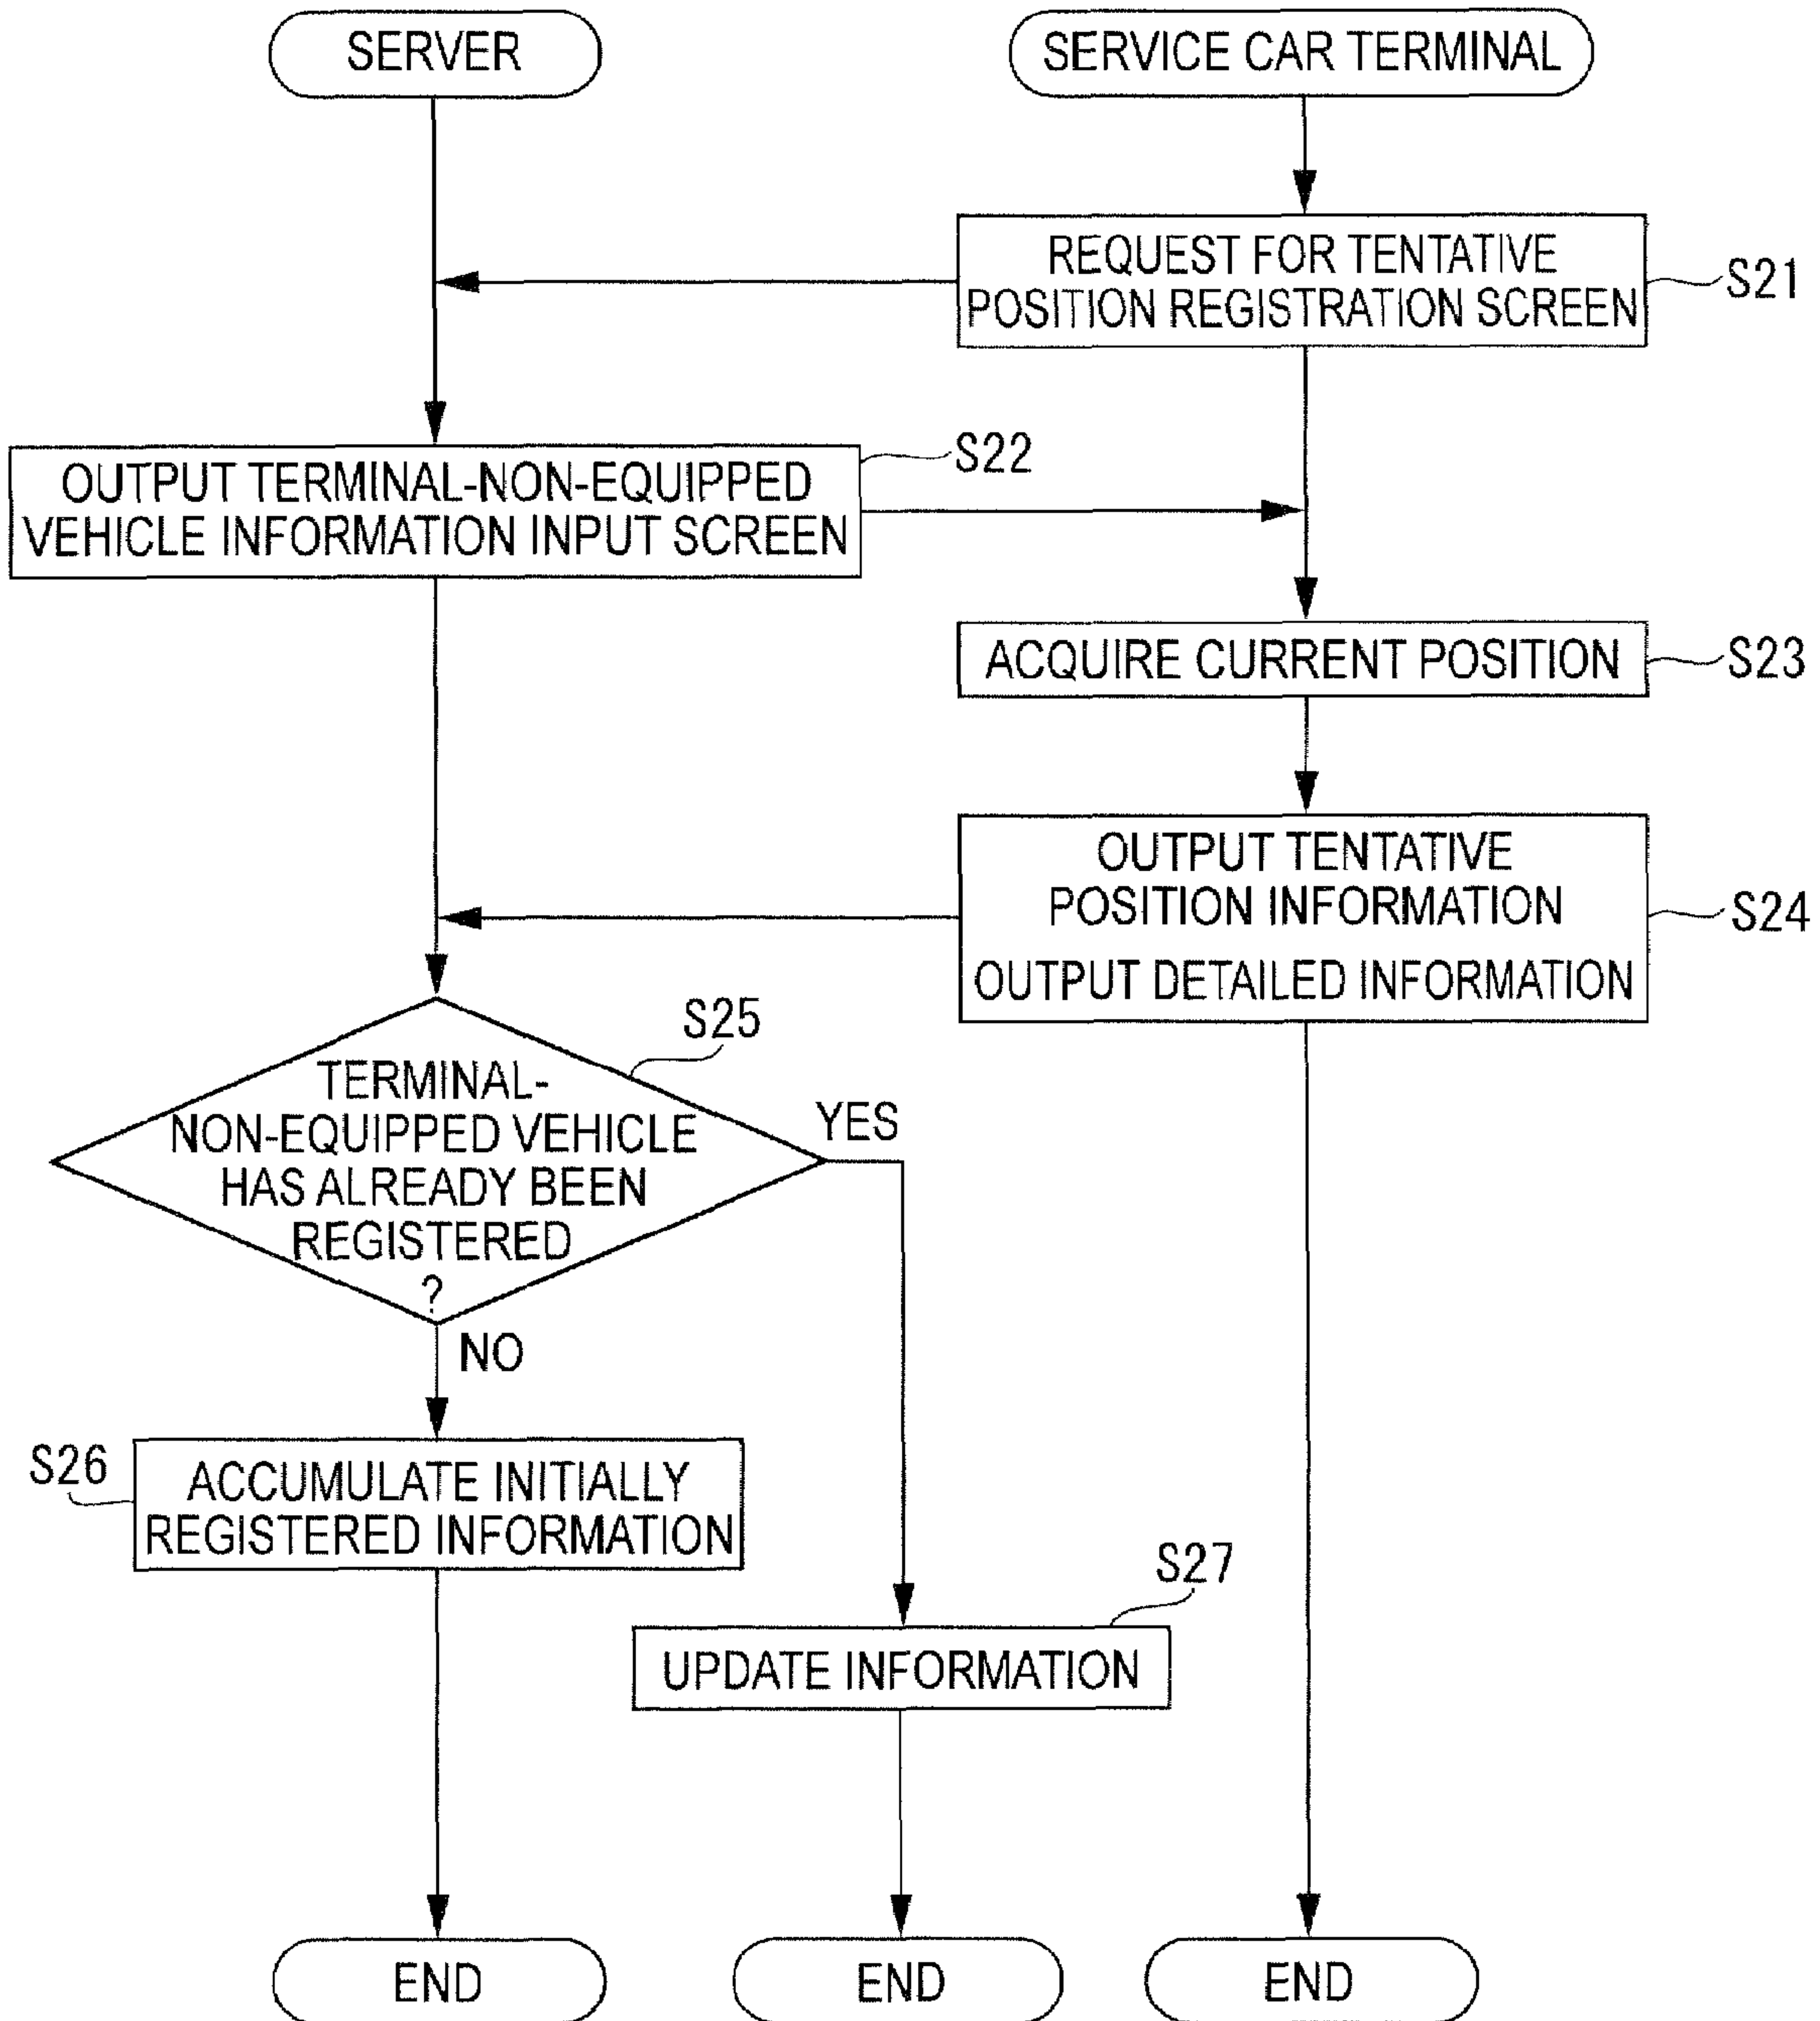 SERVER
SERVICE CAR TERMINAL
REQUEST FOR TENTATIVE
POSITION REGISTRATION SCREEN
S21
S22
OUTPUT TERMINAL-NON-EQUIPPED
VEHICLE INFORMATION INPUT SCREEN
ACQUIRE CURRENT POSITION
S23
OUTPUT TENTATIVE
POSITION INFORMATION
OUTPUT DETAILED INFORMATION
S24
S25
TERMINAL-
NON-EQUIPPED VEHICLE
HAS ALREADY BEEN
REGISTERED
?
YES
NO
S26
ACCUMULATE INITIALLY
REGISTERED INFORMATION
S27
UPDATE INFORMATION
END
END
END